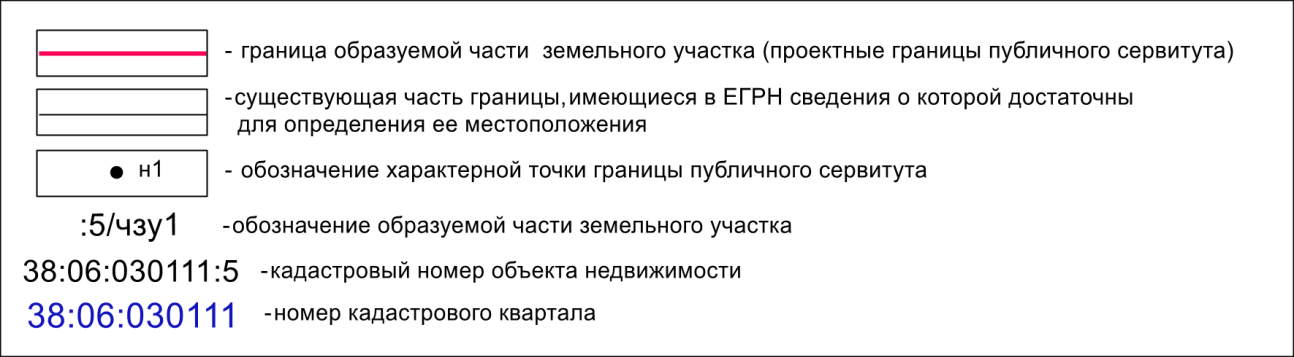 - граница образуемой части земельного участка (проектные границы публичного сервитута)
-существующая часть границы,имеющиеся в ЕГРН сведения о которой достаточны
для определения ее местоположения
н1 - обозначение характерной точки границы публичного сервитута
:5/чзу1 -обозначение образуемой части земельного участка
38:06:030111:5 -кадастровый номер объекта недвижимости
38:06:030111 -номер кадастрового квартала